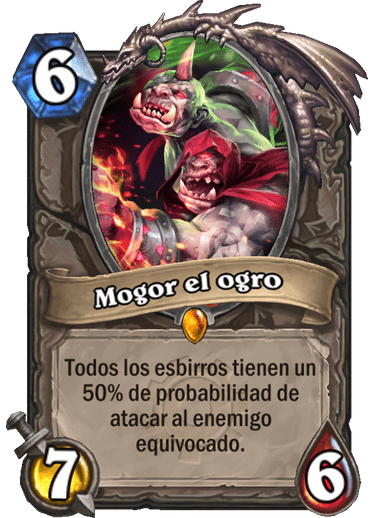 6
Mogor el ogro
Todos los esbirros tienen un
50% de probabilidad de
atacar al enemigo
equivocado.
7
6